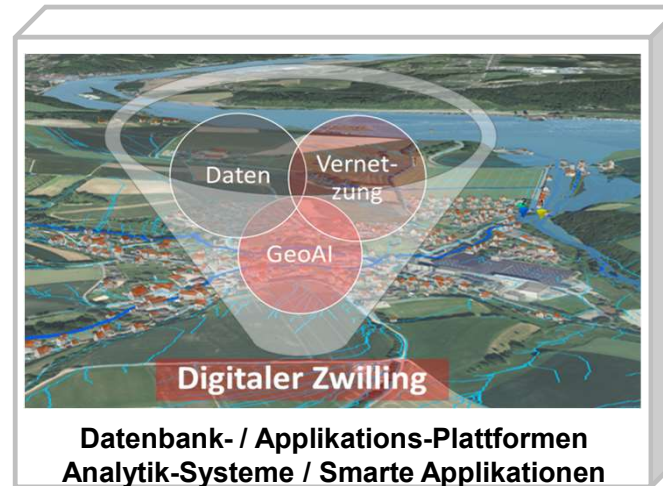 Daten
Vernet-
zung
GeoAI
Digitaler Zwilling
Datenbank- / Applikations-Plattformen
Analytik-Systeme / Smarte Applikationen